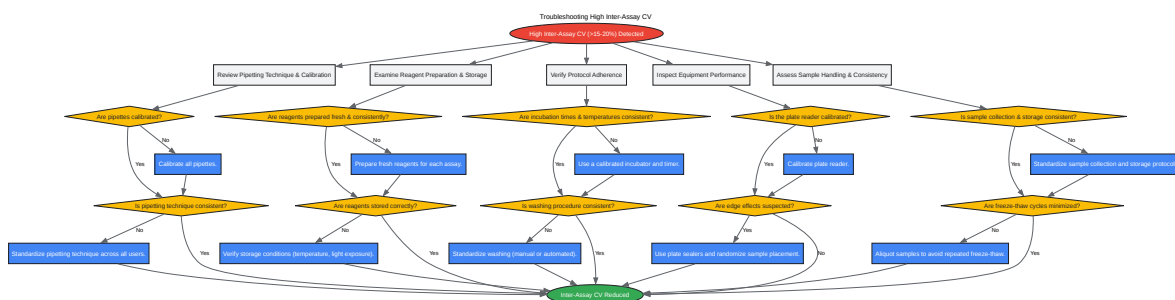 Troubleshooting High Inter-Assay CV
High Inter-Assay CV (>15-20%) Detected
Review Pipetting Technique & Calibration
Examine Reagent Preparation & Storage
Verify Protocol Adherence
Inspect Equipment Performance
Assess Sample Handling & Consistency
Are pipettes calibrated?
Are reagents prepared fresh & consistently?
Are incubation times & temperatures consistent?
Is the plate reader calibrated?
Is sample collection & storage consistent?
No
No
No
No
No
Yes
Yes
Yes
Yes
Yes
Calibrate all pipettes.
Prepare fresh reagents for each assay.
Use a calibrated incubator and timer.
Calibrate plate reader.
Standardize sample collection and storage protocol
Is pipetting technique consistent?
Are reagents stored correctly?
Is washing procedure consistent?
Are edge effects suspected?
Are freeze-thaw cycles minimized?
No
No
No
Yes
No
Standardize pipetting technique across all users.
Yes
Verify storage conditions (temperature, light exposure).
Yes
Standardize washing (manual or automated).
Yes
Use plate sealers and randomize sample placement.
No
Aliquot samples to avoid repeated freeze-thaw.
Yes
Inter-Assay CV Reduced